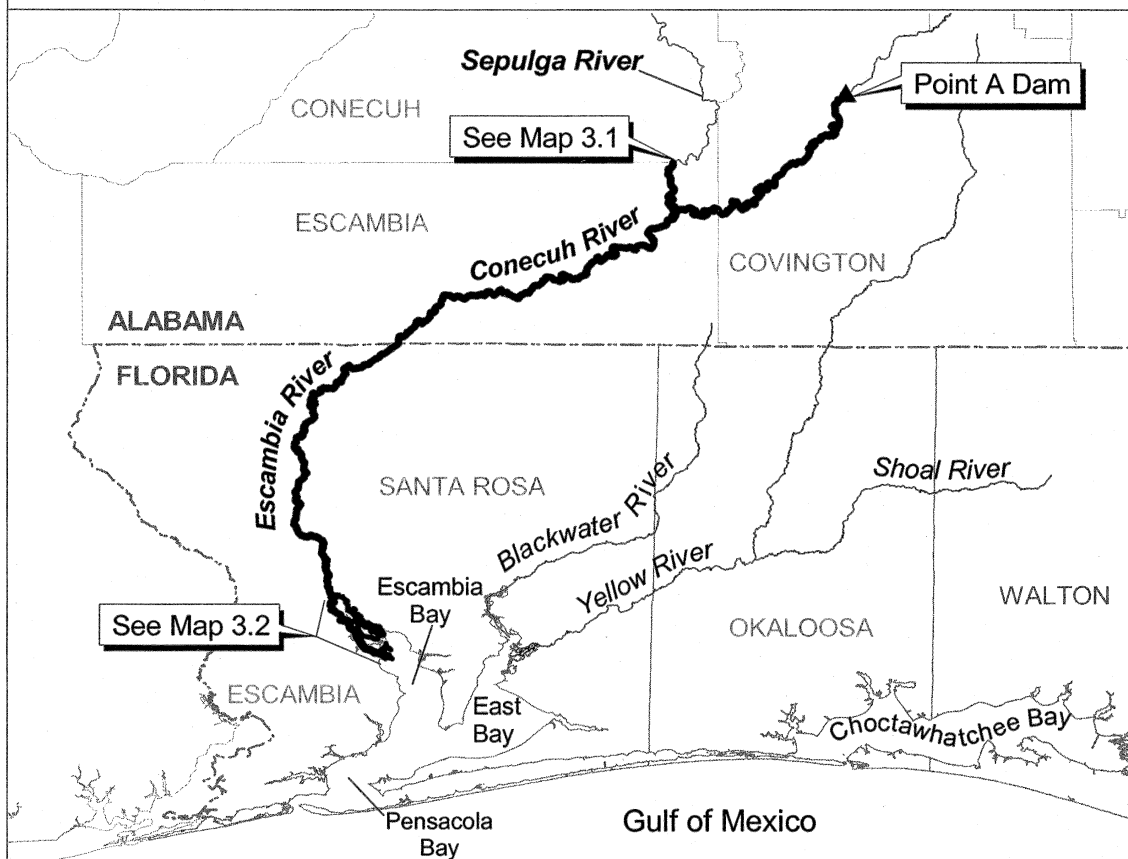 Sepulga River
Point A Dam
CONECUH
See Map 3.1
ESCAMBIA
Conecuh River
COVINGTON
ALABAMA
FLORIDA
Escambia River
SANTA ROSA
Shoal River
Blackwater River
Yellow River
Escambia
Bay
WALTON
See Map 3.2
OKALOOSA
ESCAMBIA
East
Bay
Choctawhatchee Bay
Pensacola
Bay
Gulf of Mexico